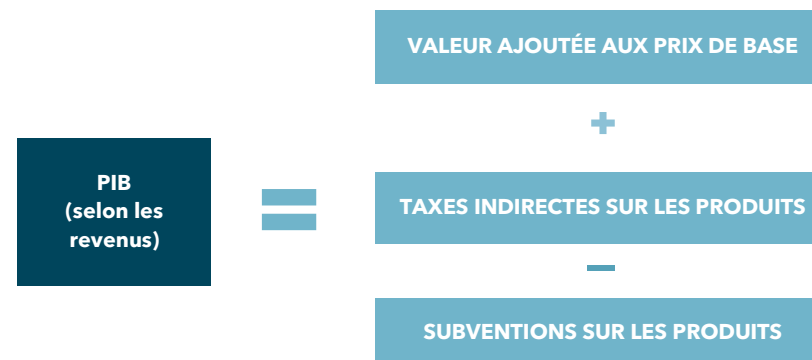 VALEUR AJOUTÉE AUX PRIX DE BASE
+
PIB
(selon les
revenus)
=
TAXES INDIRECTES SUR LES PRODUITS
−
SUBVENTIONS SUR LES PRODUITS